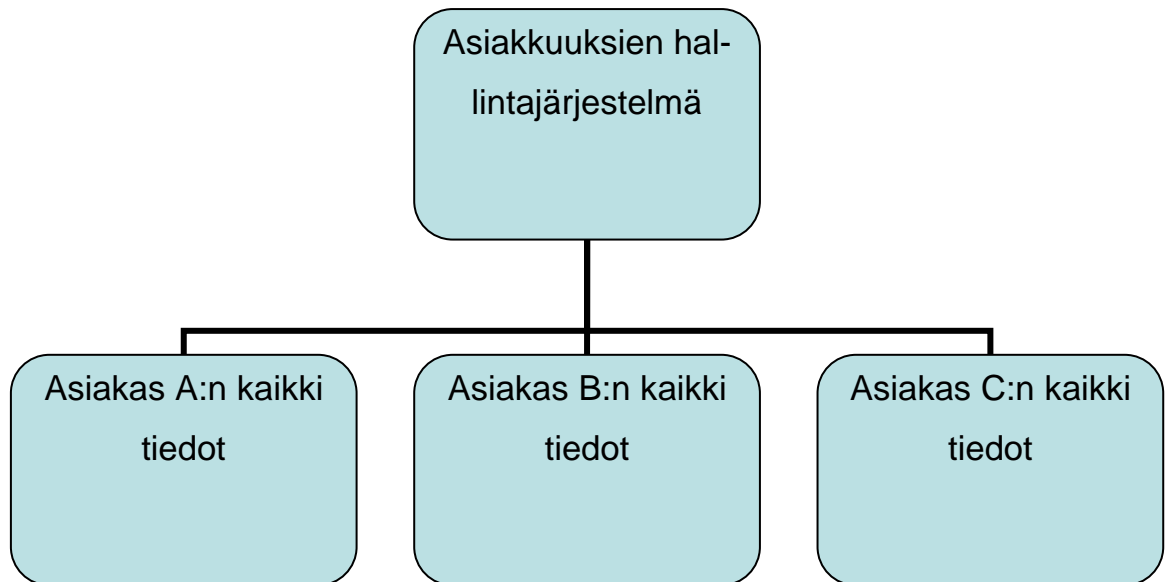 Asiakkuuksien hal-
lintajärjestelmä
Asiakas A:n kaikki
tiedot
Asiakas B:n kaikki
tiedot
Asiakas C:n kaikki
tiedot